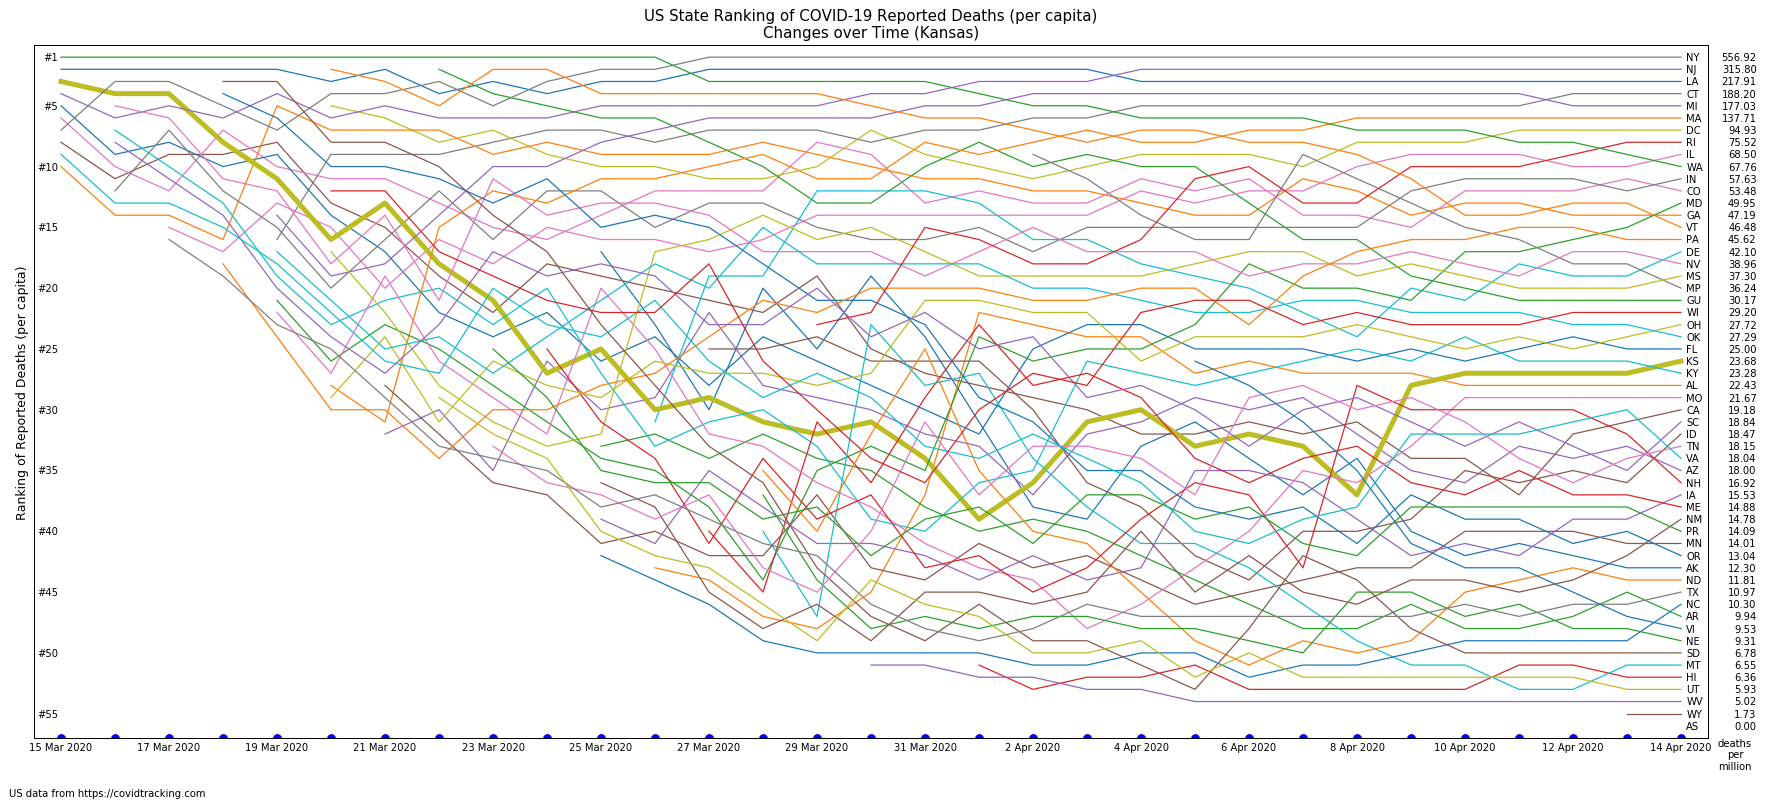 US State Ranking of COVID-19 Reported Deaths (per capita)
Changes over Time (Kansas)
Ranking of Reported Deaths (per capita)
#1
#5
#10
#15
#20
#25
#30
#35
#40
#45
#50
#55
NY 556.92
NJ 315.80
LA 217.91
CT 188.20
MI 177.03
MA 137.71
DC 94.93
RI 75.52
IL 68.50
WA 67.76
IN 57.63
CO 53.48
MD 49.95
GA 47.19
VT 46.48
PA 45.62
DE 42.10
NV 38.96
MS 37.30
MP 36.24
GU 30.17
WI 29.20
OH 27.72
OK 27.29
FL 25.00
KS 23.68
KY 23.28
AL 22.43
MO 21.67
CA 19.18
SC 18.84
ID 18.47
TN 18.15
VA 18.04
AZ 18.00
NH 16.92
IA 15.53
ME 14.88
NM 14.78
PR 14.09
MN 14.01
OR 13.04
AK 12.30
ND 11.81
TX 10.97
NC 10.30
AR 9.94
VI 9.53
NE 9.31
SD 6.78
MT 6.55
HI 6.36
UT 5.93
WV 5.02
WY 1.73
AS 0.00
15 Mar 2020 17 Mar 2020 19 Mar 2020 21 Mar 2020 23 Mar 2020 25 Mar 2020 27 Mar 2020 29 Mar 2020 31 Mar 2020 2 Apr 2020 4 Apr 2020 6 Apr 2020 8 Apr 2020 10 Apr 2020 12 Apr 2020 14 Apr 2020
deaths
per
million
US data from https://covidtracking.com